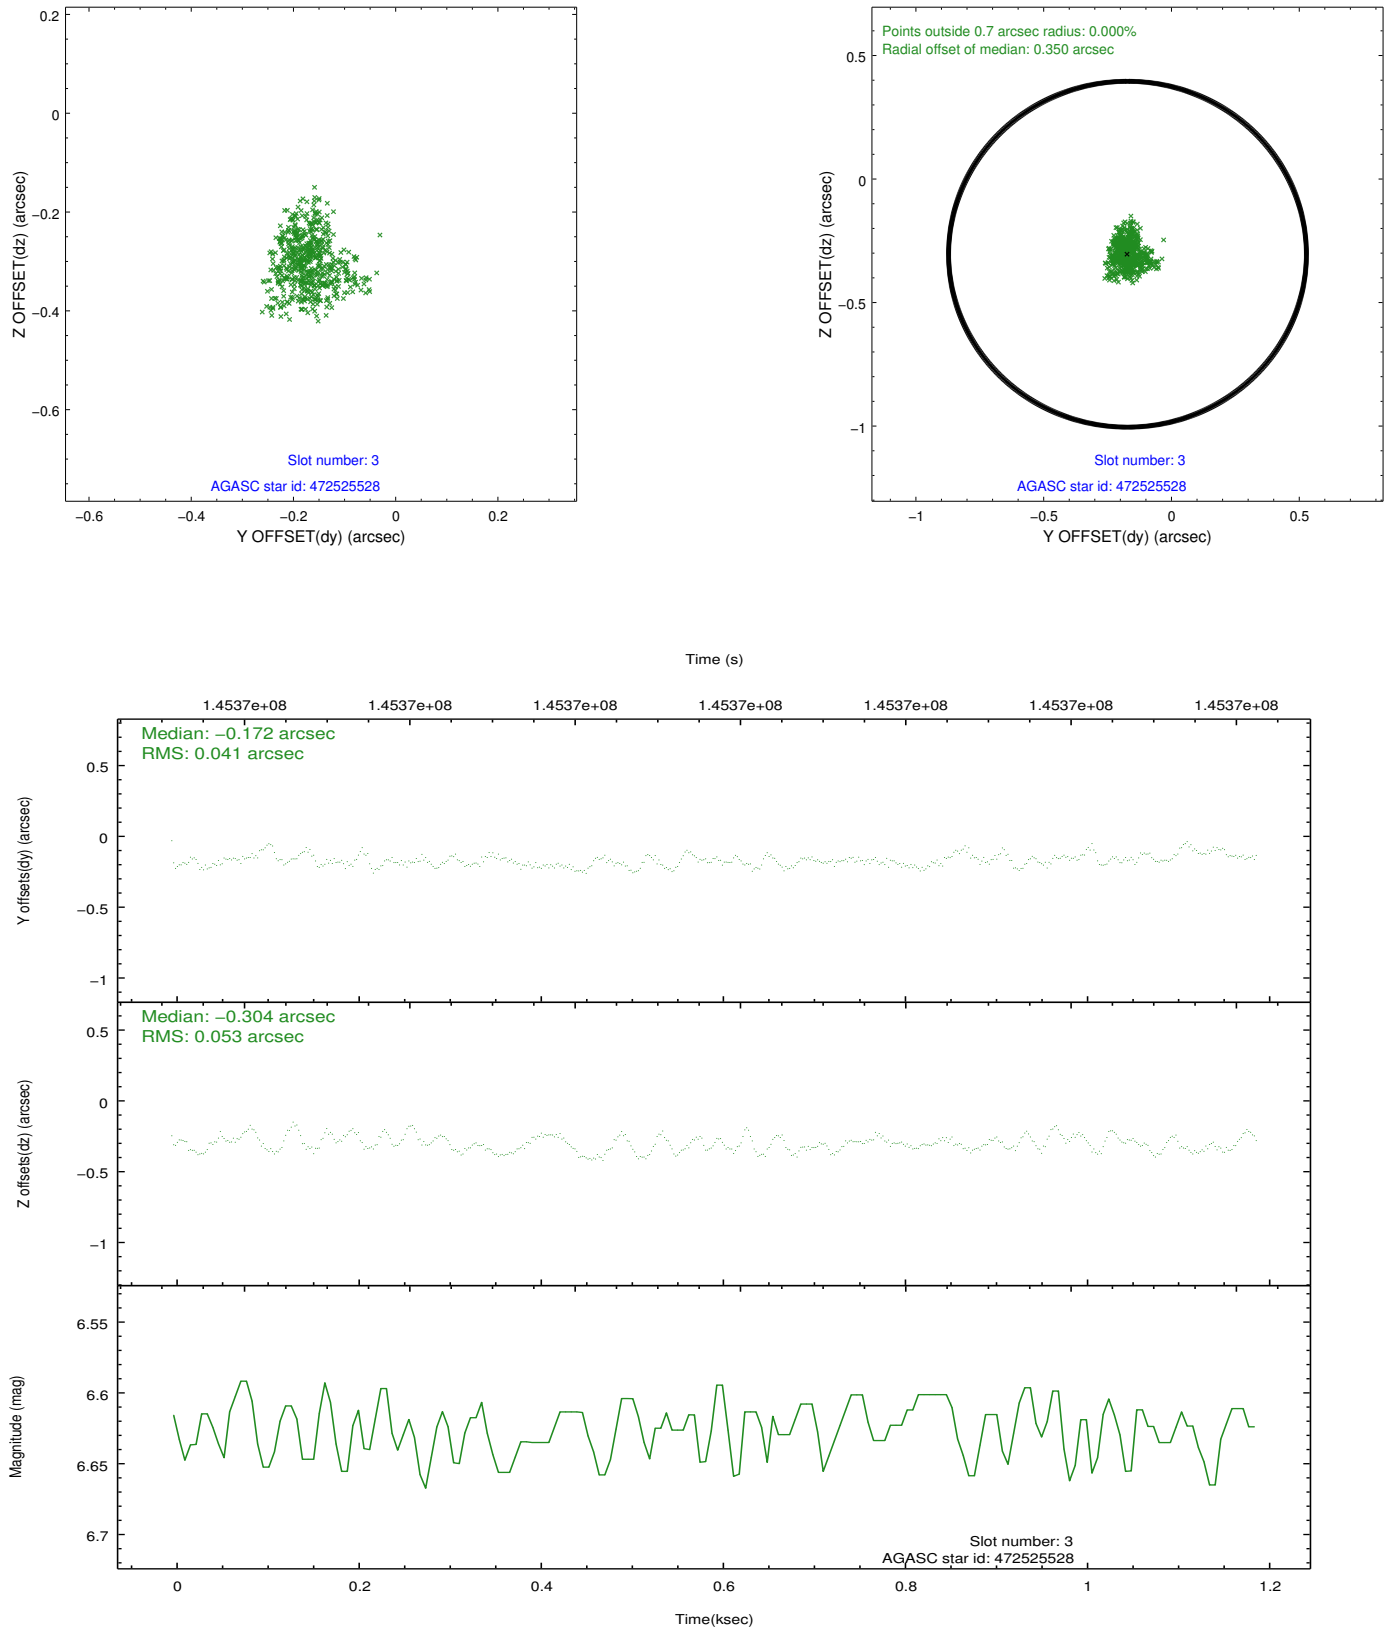 0.2
0
−0.2
−0.4
−0.6
Z OFFSET(dz) (arcsec)
Slot number: 3
AGASC star id: 472525528
−0.6
−0.4
−0.2
0
0.2
Y OFFSET(dy) (arcsec)
Points outside 0.7 arcsec radius: 0.000%
Radial offset of median: 0.350 arcsec
0.5
0
−0.5
−1
Z OFFSET(dz) (arcsec)
Slot number: 3
AGASC star id: 472525528
−1
−0.5
0
0.5
Y OFFSET(dy) (arcsec)
Time (s)
1.4537e+08
1.4537e+08
1.4537e+08
1.4537e+08
1.4537e+08
1.4537e+08
1.4537e+08
Median: −0.172 arcsec
RMS: 0.041 arcsec
0.5
0
−0.5
−1
Y offsets(dy) (arcsec)
Median: −0.304 arcsec
RMS: 0.053 arcsec
0.5
0
−0.5
−1
Z offsets(dz) (arcsec)
6.55
6.6
6.65
6.7
Magnitude (mag)
Slot number: 3
AGASC star id: 472525528
0
0.2
0.4
0.6
0.8
1
1.2
Time(ksec)